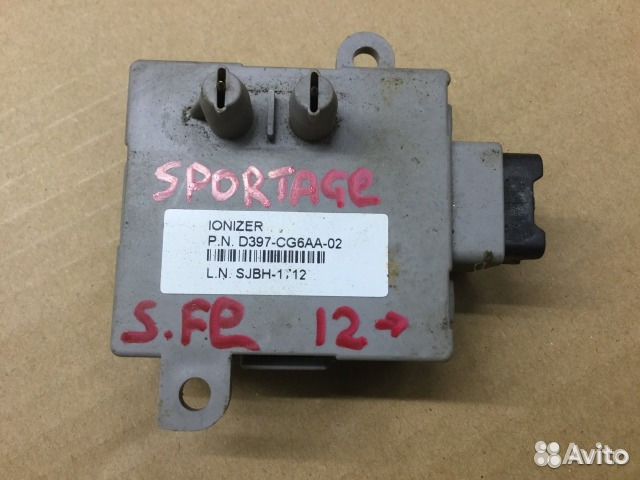 SPORTAGE
IONIZER
P.N. D397-CG6AA-02
L.N. SJBH-1712
S.FE 12→
Avito